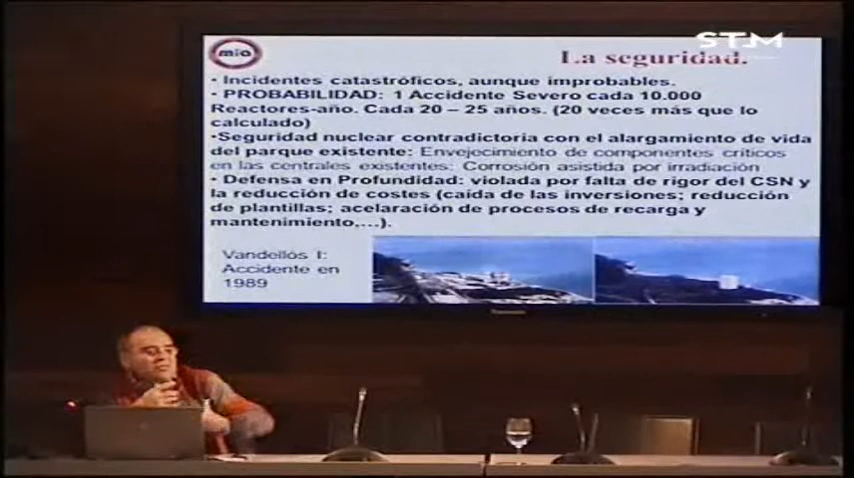 STM
mia
La seguridad.
• Incidentes catastróficos, aunque improbables.
• PROBABILIDAD: 1 Accidente Severo cada 10.000
Reactores-año. Cada 20 – 25 años. (20 veces más que lo
calculado)
•Seguridad nuclear contradictoria con el alargamiento de vida
del parque existente: Envejecimiento de componentes críticos
en las centrales existentes: Corrosión asistida por irradiación
• Defensa en Profundidad: violada por falta de rigor del CSN y
la reducción de costes (caída de las inversiones; reducción
de plantillas; acelaración de procesos de recarga y
mantenimiento,...).
Vandellós I:
Accidente en
1989
Panasonic